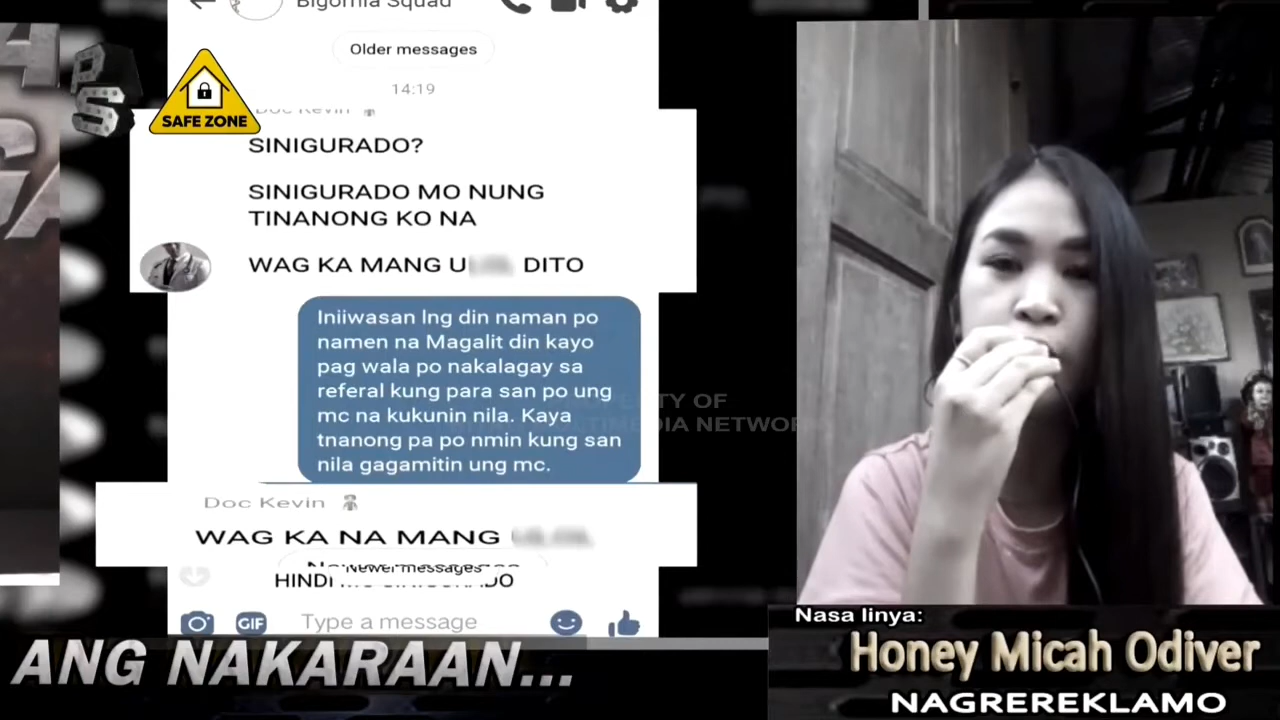 Bigornia Squad
Older messages
14:19
Doc Kevin
SINIGURADO?
SINIGURADO MO NUNG
TINANONG KO NA
WAG KA MANG U DITO
Iniiwasan lng din naman po
namen na Magalit din kayo
pag wala po nakalagay sa
referal kung para san po ung
mc na kukunin nila. Kaya
tnanong pa po nmin kung san
nila gagamitin ung mc.
Doc Kevin
WAG KA NA MANG
Newer messages
HINDI
GIF
Type a message
SAFE ZONE
OF
NETWORK
ANG NAKARAAN...
Nasa linya:
Honey Micah Odiver
NAGREREKLAMO